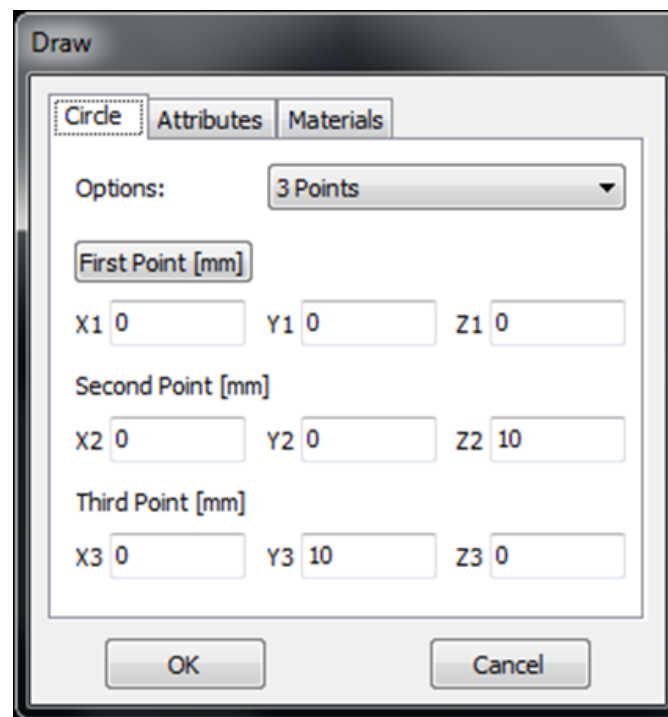 Draw
Circle Attributes Materials
Options: 3 Points
First Point [mm]
X1 0 Y1 0 Z1 0
Second Point [mm]
X2 0 Y2 0 Z2 10
Third Point [mm]
X3 0 Y3 10 Z3 0
OK Cancel